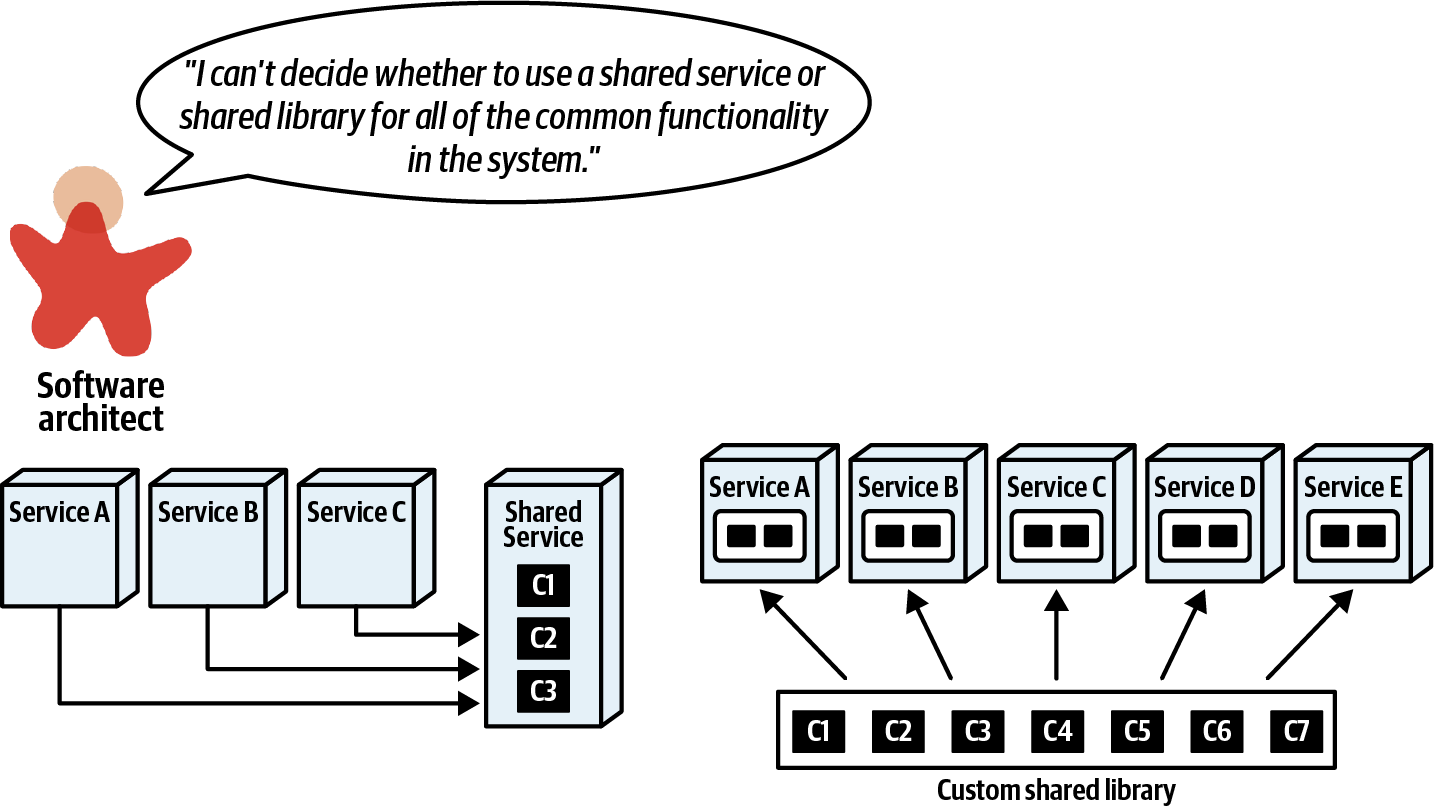 "I can't decide whether to use a shared service or
shared library for all of the common functionality
in the system."
Software
architect
Service A
Service B
Service C
Shared
Service
C1
C2
C3
Service A
Service B
Service C
Service D
Service E
C1
C2
C3
C4
C5
C6
C7
Custom shared library